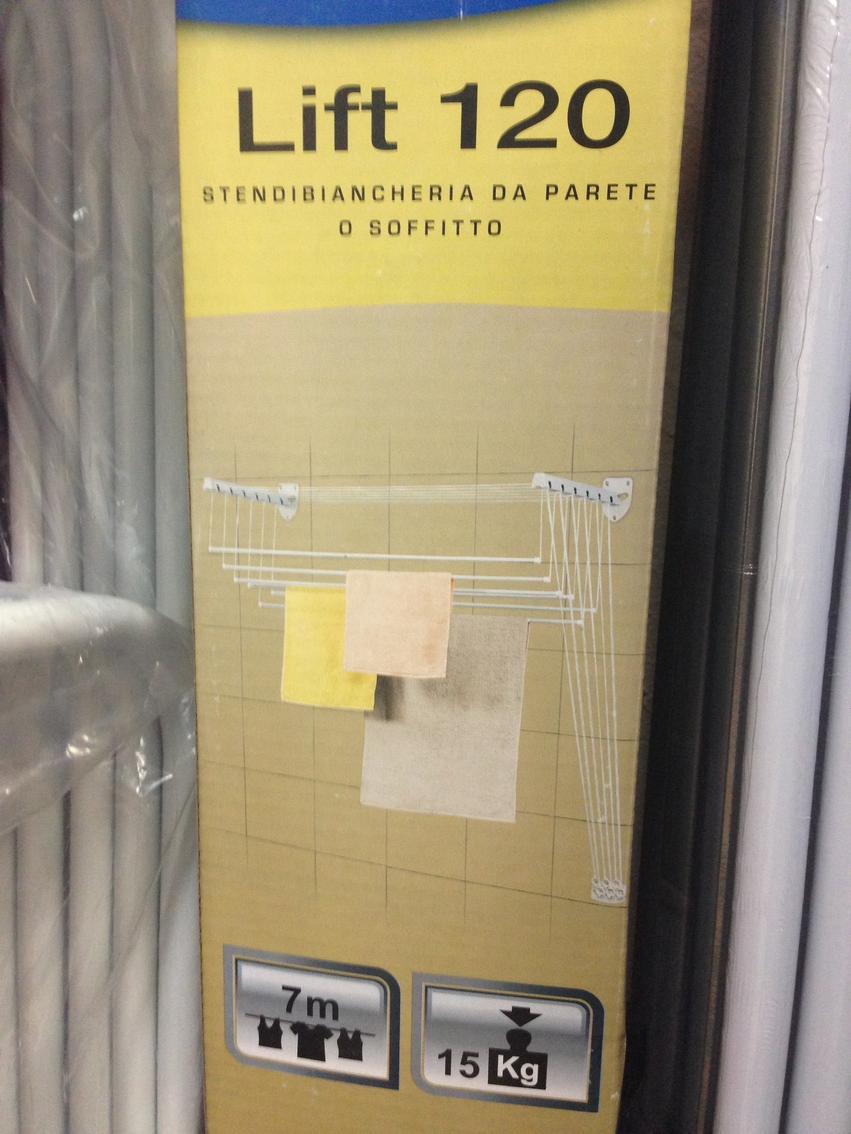 Lift 120
STENDIBIANCHERIA DA PARETE
O SOFFITTO
7m
15 Kg